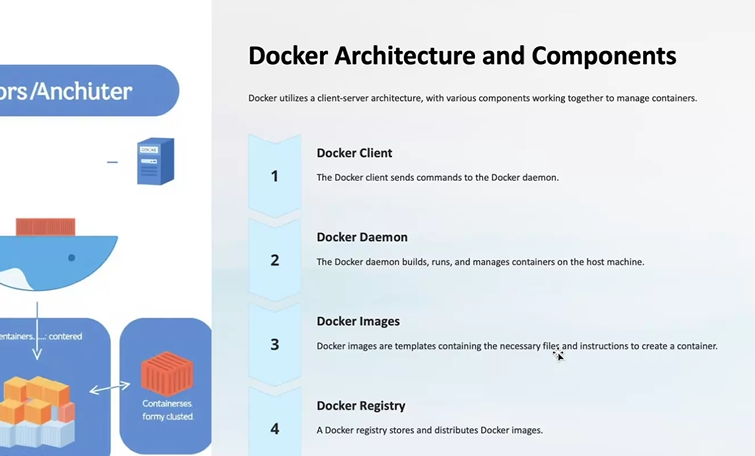 ors/Anchuter
entainers....: contered
Containerses
formy clusted
Docker Architecture and Components
Docker utilizes a client-server architecture, with various components working together to manage containers.
1
Docker Client
The Docker client sends commands to the Docker daemon.
2
Docker Daemon
The Docker daemon builds, runs, and manages containers on the host machine.
3
Docker Images
Docker images are templates containing the necessary files and instructions to create a container.
4
Docker Registry
A Docker registry stores and distributes Docker images.